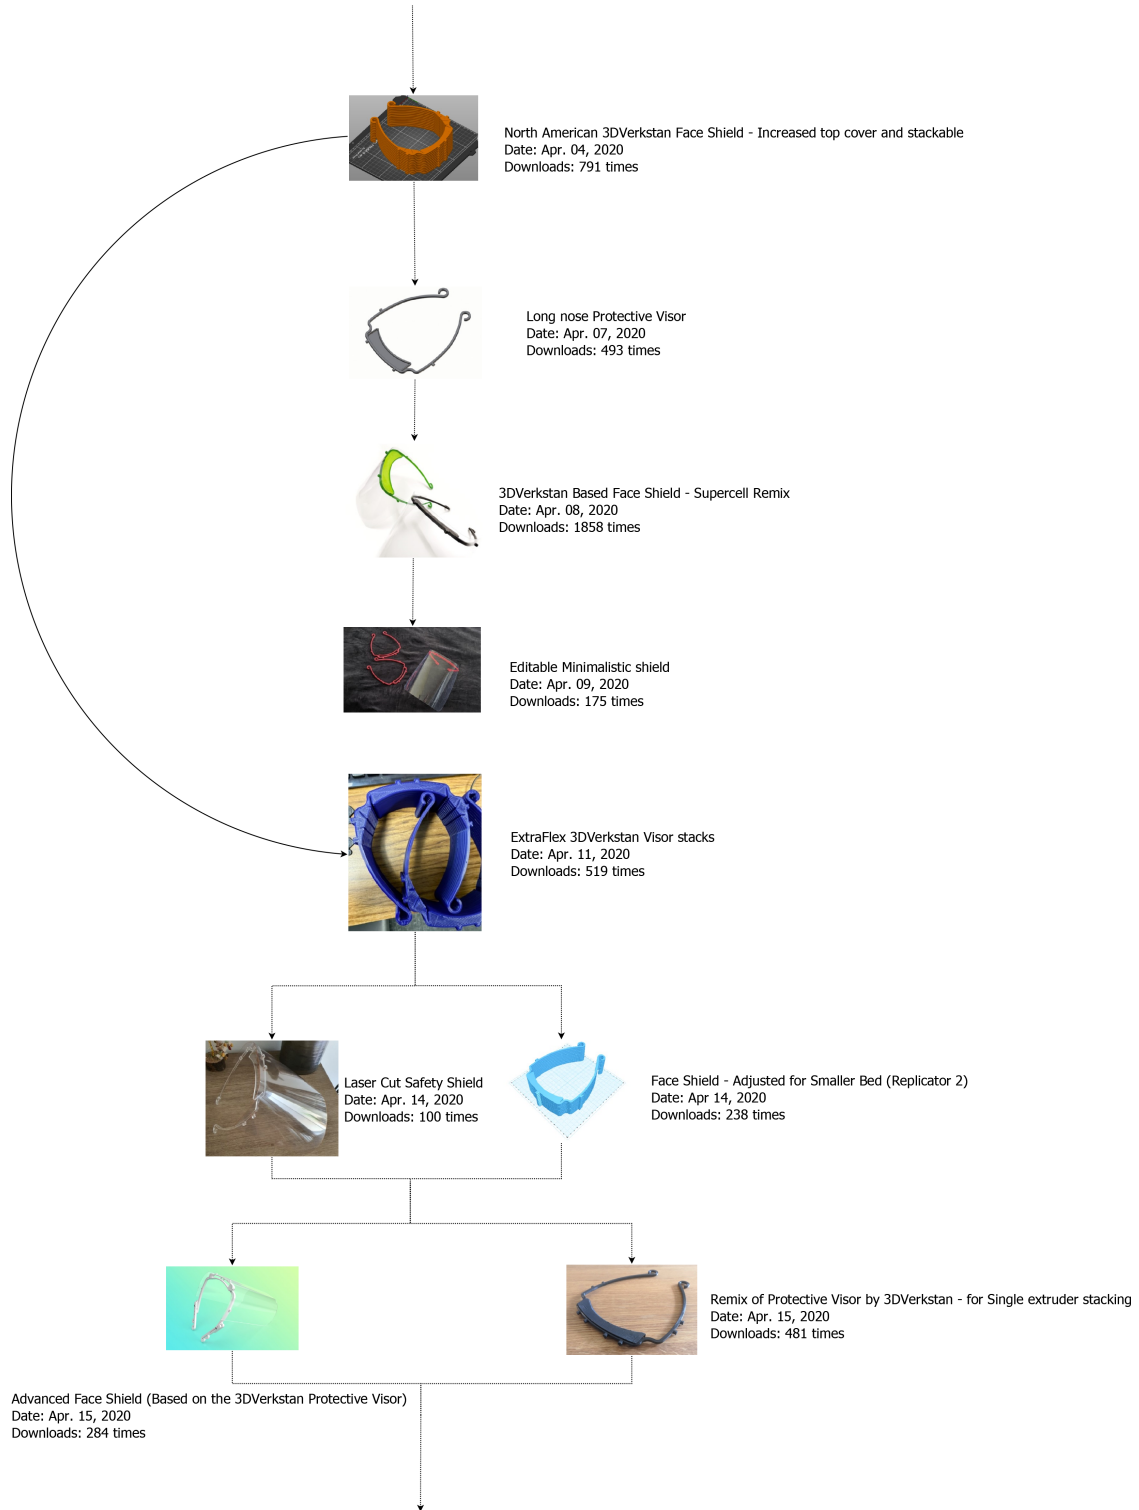 North American 3DVerkstan Face Shield - Increased top cover and stackable
Date: Apr. 04, 2020
Downloads: 791 times
Long nose Protective Visor
Date: Apr. 07, 2020
Downloads: 493 times
3DVerkstan Based Face Shield - Supercell Remix
Date: Apr. 08, 2020
Downloads: 1858 times
Editable Minimalistic shield
Date: Apr. 09, 2020
Downloads: 175 times
ExtraFlex 3DVerkstan Visor stacks
Date: Apr. 11, 2020
Downloads: 519 times
Laser Cut Safety Shield
Date: Apr. 14, 2020
Downloads: 100 times
Face Shield - Adjusted for Smaller Bed (Replicator 2)
Date: Apr 14, 2020
Downloads: 238 times
Remix of Protective Visor by 3DVerkstan - for Single extruder stacking
Date: Apr. 15, 2020
Downloads: 481 times
Advanced Face Shield (Based on the 3DVerkstan Protective Visor)
Date: Apr. 15, 2020
Downloads: 284 times